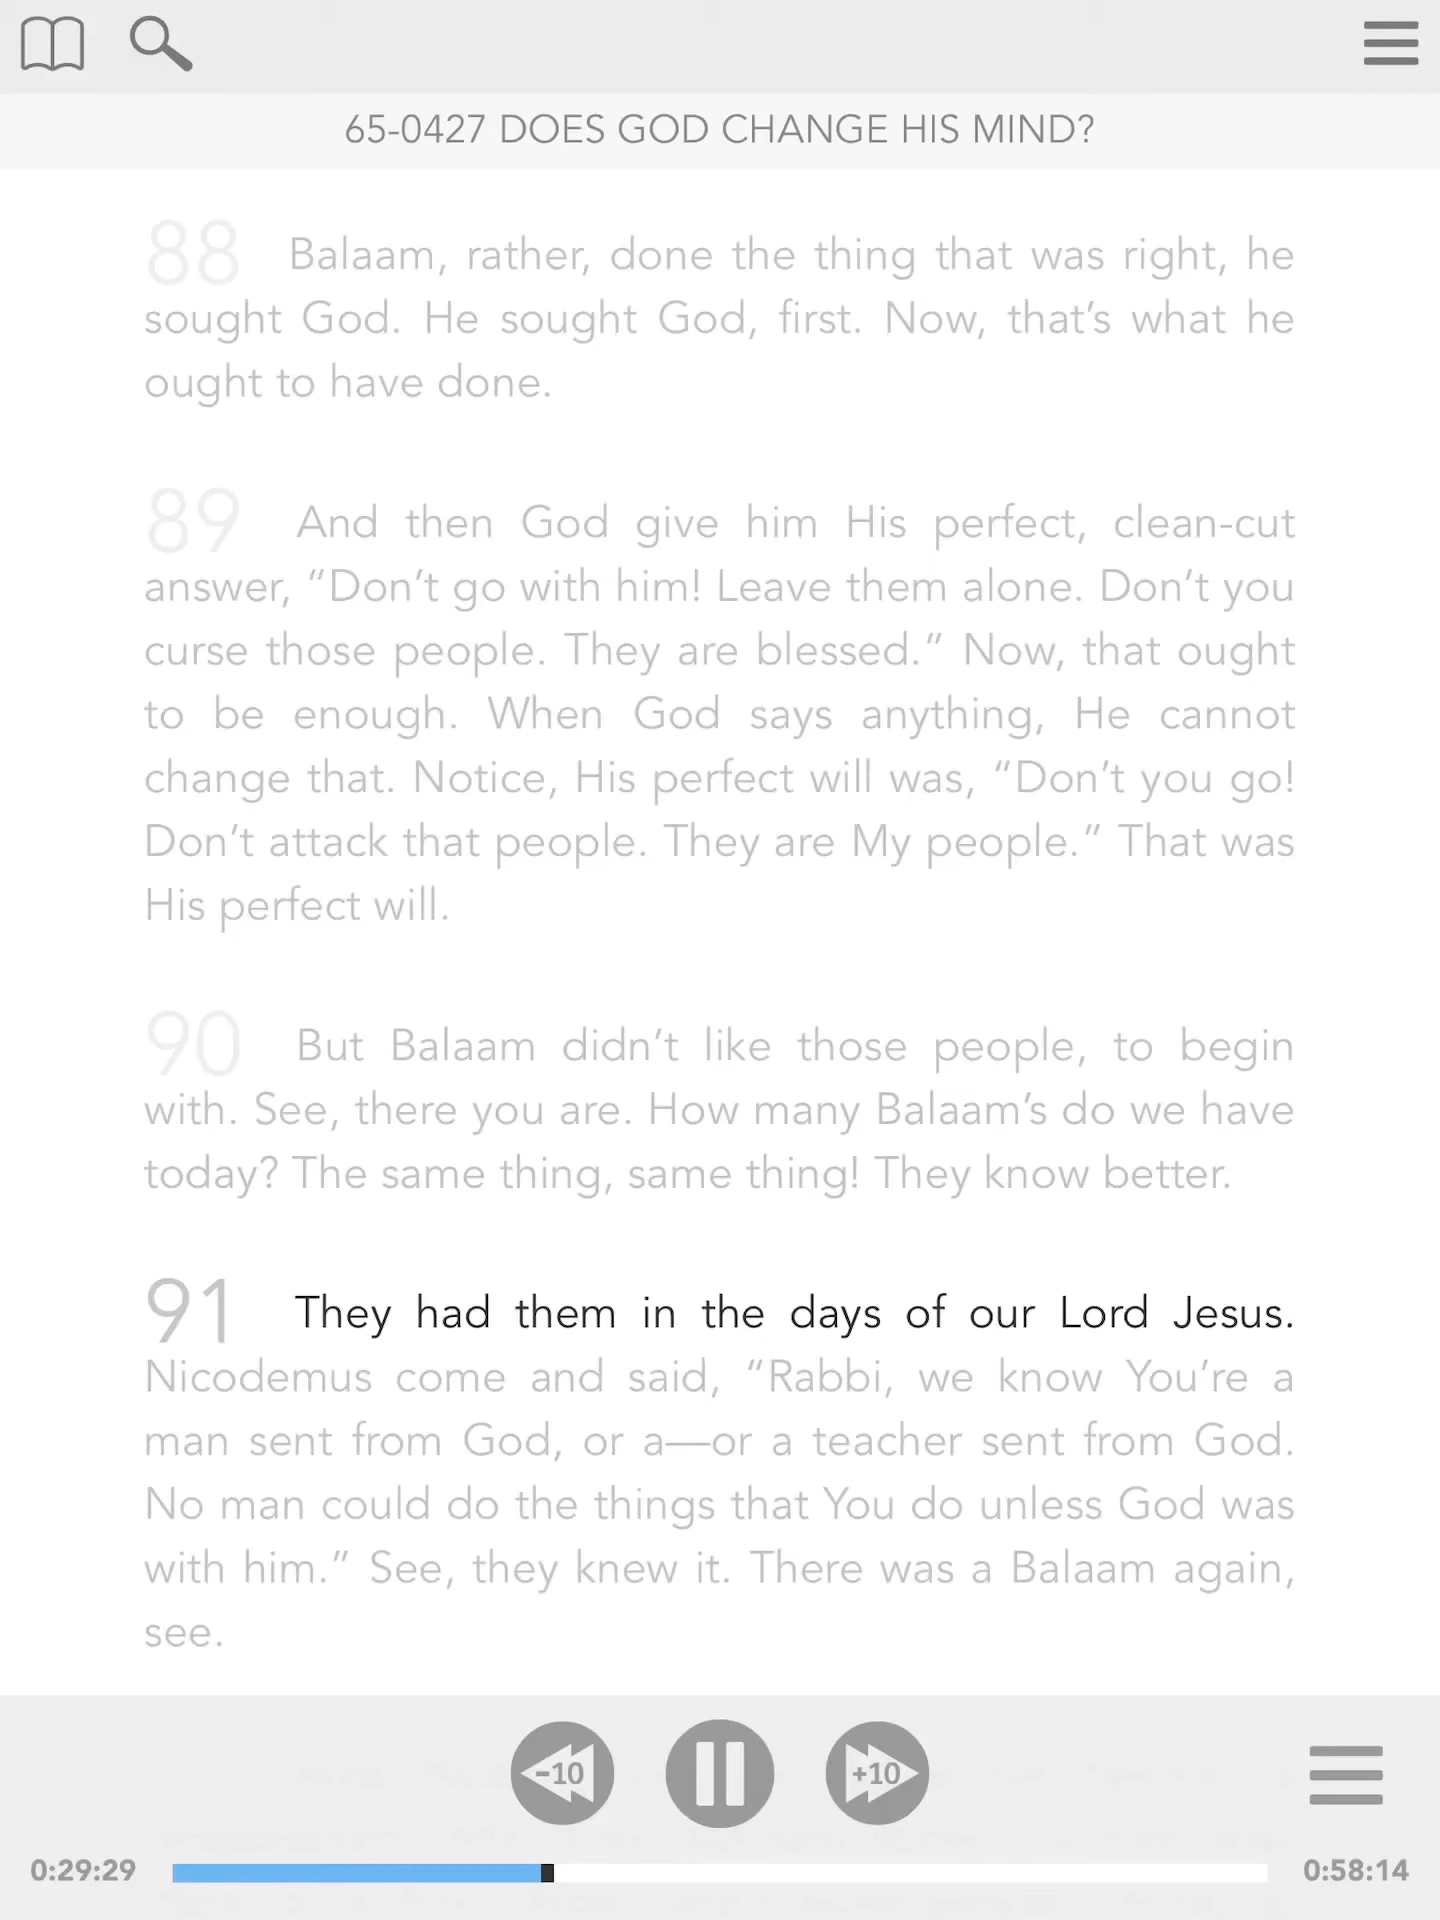 65-0427 DOES GOD CHANGE HIS MIND?
88 Balaam, rather, done the thing that was right, he
sought God. He sought God, first. Now, that’s what he
ought to have done.
89 And then God give him His perfect, clean-cut
answer, “Don’t go with him! Leave them alone. Don’t you
curse those people. They are blessed.” Now, that ought
to be enough. When God says anything, He cannot
change that. Notice, His perfect will was, “Don’t you go!
Don’t attack that people. They are My people.” That was
His perfect will.
90 But Balaam didn’t like those people, to begin
with. See, there you are. How many Balaam’s do we have
today? The same thing, same thing! They know better.
91 They had them in the days of our Lord Jesus.
Nicodemus come and said, “Rabbi, we know You’re a
man sent from God, or a—or a teacher sent from God.
No man could do the things that You do unless God was
with him.” See, they knew it. There was a Balaam again,
see.
-10 +10
0:29:29 0:58:14